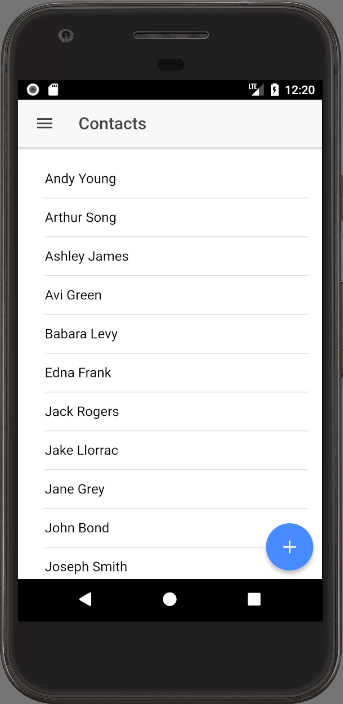 LTE 12:20
Contacts
Andy Young
Arthur Song
Ashley James
Avi Green
Babara Levy
Edna Frank
Jack Rogers
Jake Llorrac
Jane Grey
John Bond
Joseph Smith